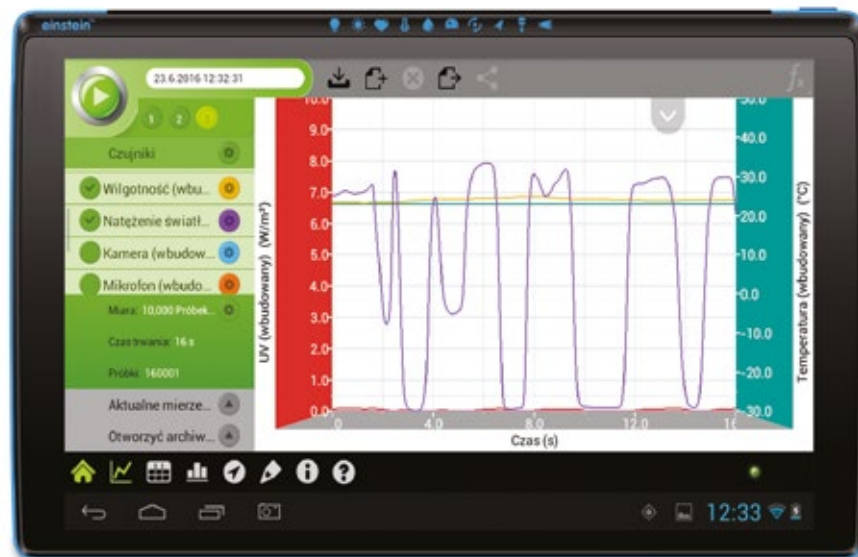 einstein™
23.6.2016 12:32:31
1 2
Czujniki
Wilgotność (wbu...
Natężenie światł...
Kamera (wbudow...
Mikrofon (wbudo...
Miara: 10,000 Próbek...
Czas trwania: 16 s
Próbki: 160001
Aktualne mierze...
Otworzyć archiw...
UV (wbudowany) (W/m²)
10.0
9.0
8.0
7.0
6.0
5.0
4.0
3.0
2.0
1.0
0.0
.0 4.0 8.0 12.0 16
Czas (s)
50.0
40.0
30.0
20.0
10.0
0.0
-10.0
-20.0
-30.0
Temperatura (wbudowany) (°C)
12:33